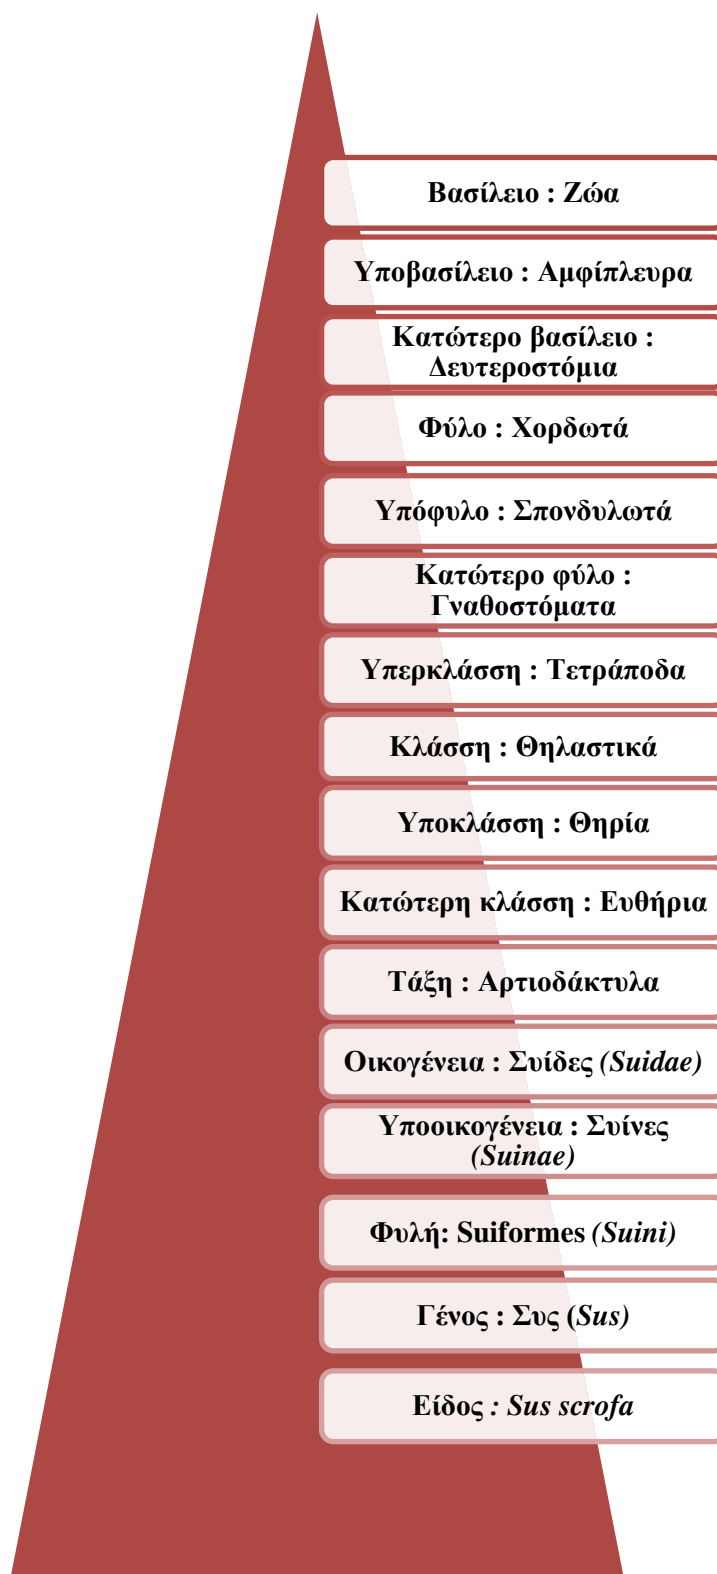 Βασίλειο : Ζώα
Υποβασίλειο : Αμφίπλευρα
Κατώτερο βασίλειο :
Δευτεροστόμια
Φύλο : Χορδωτά
Υπόφυλο : Σπονδυλωτά
Κατώτερο φύλο :
Γναθοστόματα
Υπερκλάσση : Τετράποδα
Κλάσση : Θηλαστικά
Υποκλάσση : Θηρία
Κατώτερη κλάσση : Ευθήρια
Τάξη : Αρτιοδάκτυλα
Οικογένεια : Συίδες (Suidae)
Υποοικογένεια : Συίνες
(Suinae)
Φυλή: Suiformes (Suini)
Γένος : Συς (Sus)
Είδος : Sus scrofa